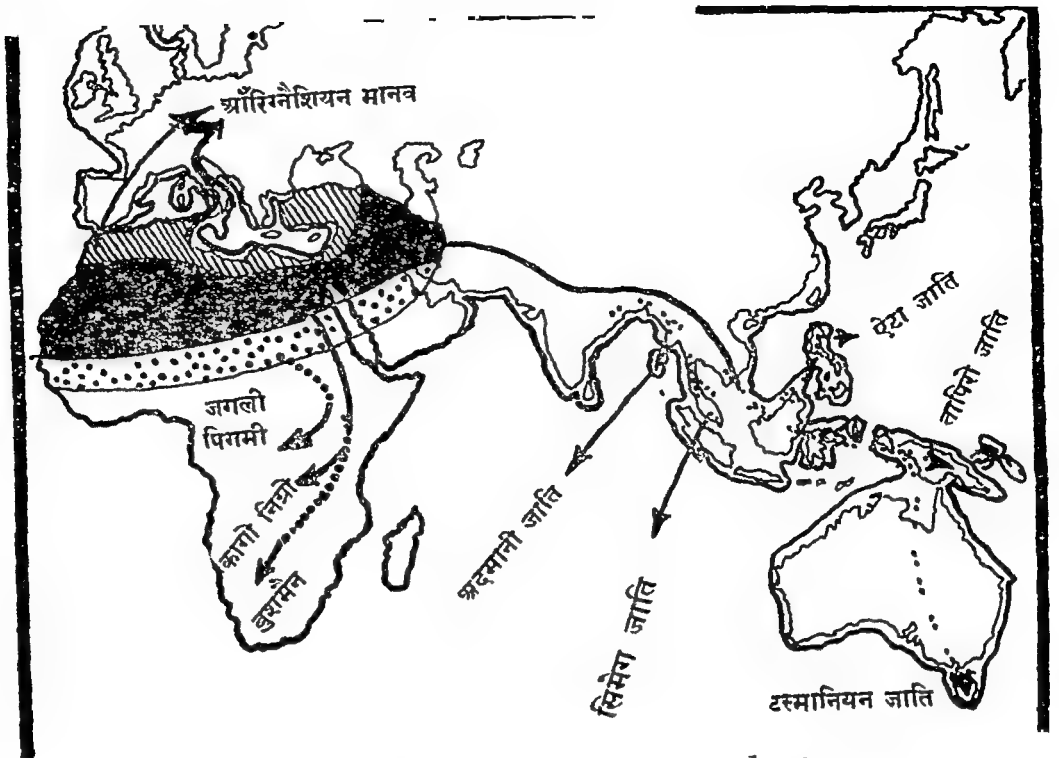 ऑरिग्नैशियन मानव
ऐटा जाति
तापिरो जाति
जगली
पिगमी
कागो निग्रो
बुशमैन
अदमानी जाति
सिमेग जाति
टस्मानियन जाति